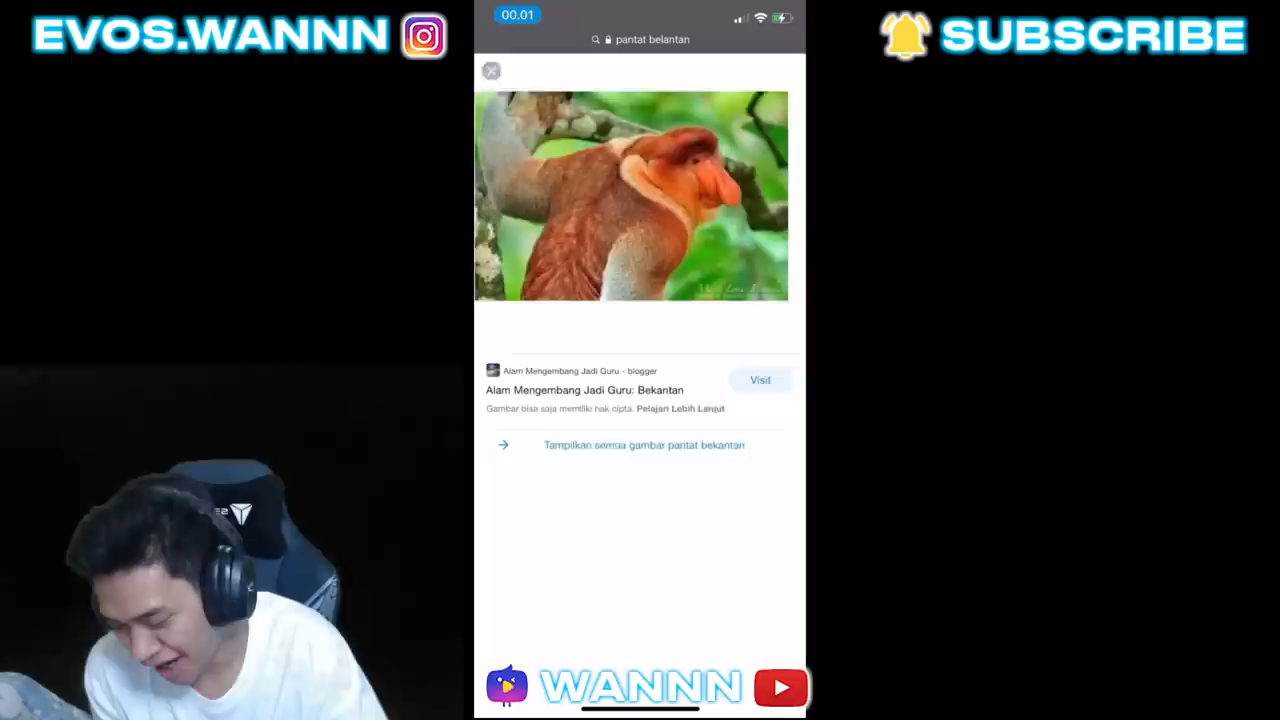 EVOS.WANNN
00.01
pantat belantan
SUBSCRIBE
Alam Mengembang Jadi Guru - blogger
Alam Mengembang Jadi Guru: Bekantan
Visit
Gambar bisa saja memiliki hak cipta. Pelajari Lebih Lanjut
Tampilkan semua gambar pantat bekantan
WANNN